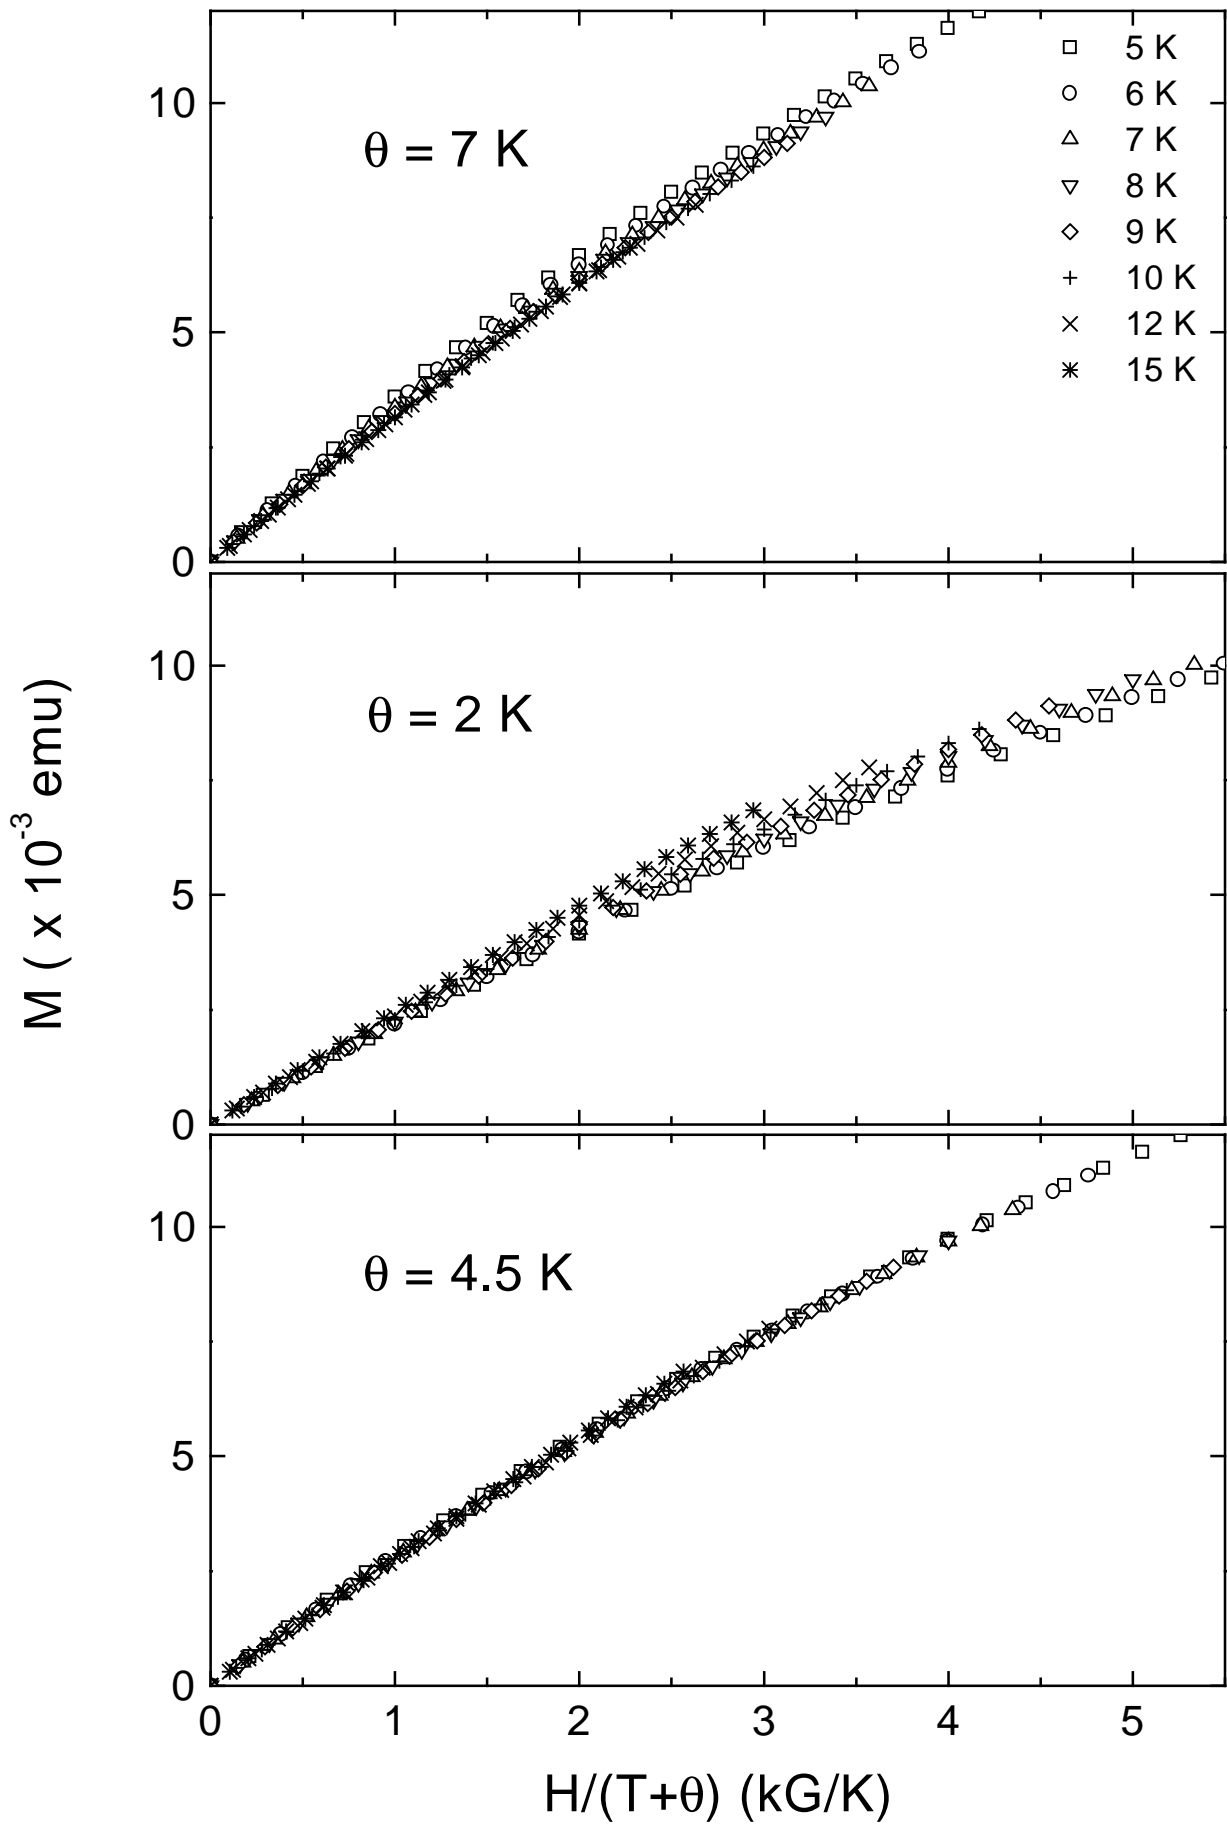 10
5
0
θ = 7 K
5 K
6 K
7 K
8 K
9 K
10 K
12 K
15 K
M ( x 10⁻³ emu)
10
5
0
θ = 2 K
10
5
0
θ = 4.5 K
0 1 2 3 4 5
H/(T+θ) (kG/K)